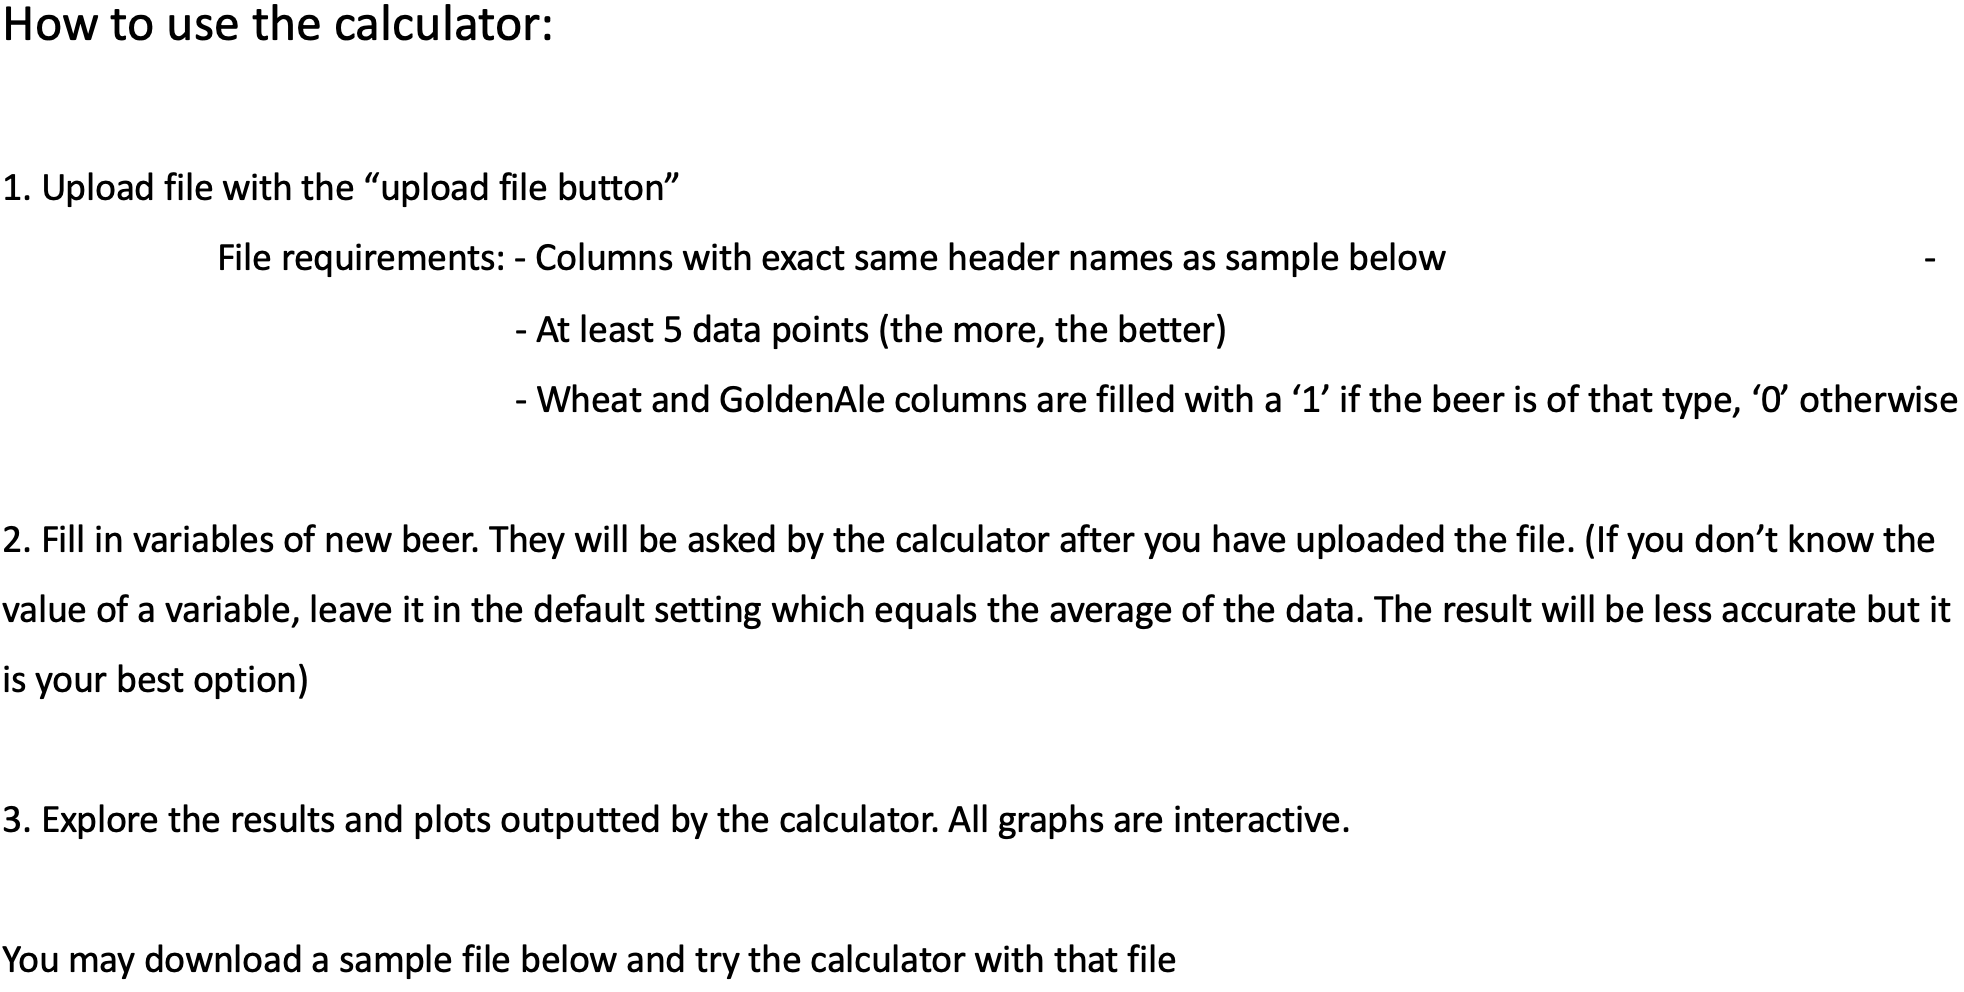 How to use the calculator:
1. Upload file with the “upload file button”
File requirements: - Columns with exact same header names as sample below -
- At least 5 data points (the more, the better)
- Wheat and GoldenAle columns are filled with a ‘1’ if the beer is of that type, ‘0’ otherwise
2. Fill in variables of new beer. They will be asked by the calculator after you have uploaded the file. (If you don’t know the
value of a variable, leave it in the default setting which equals the average of the data. The result will be less accurate but it
is your best option)
3. Explore the results and plots outputted by the calculator. All graphs are interactive.
You may download a sample file below and try the calculator with that file